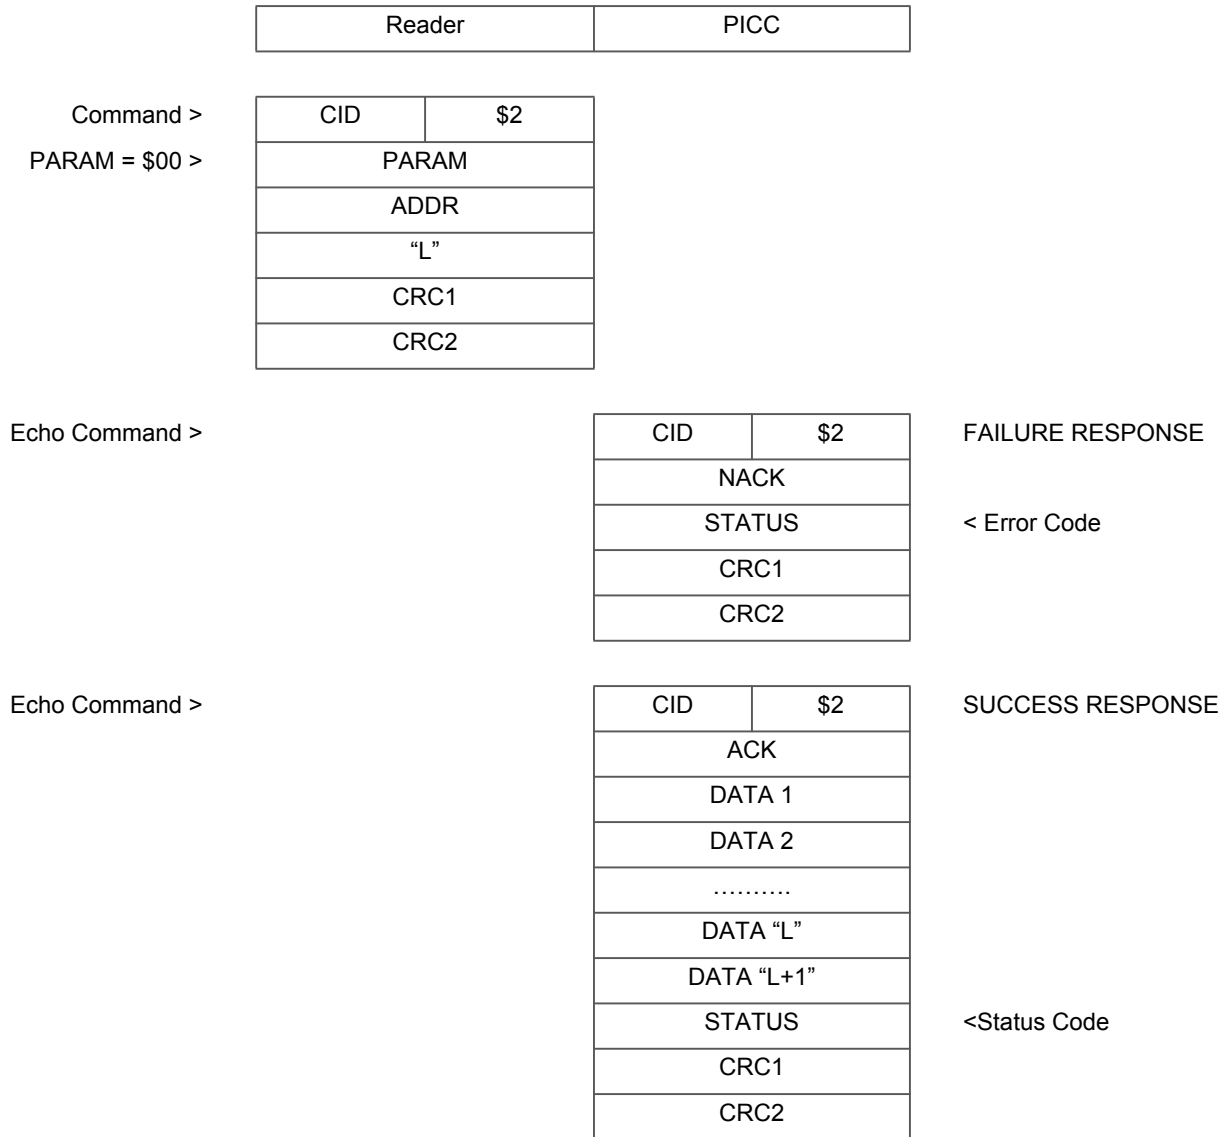 Reader PICC
Command > CID $2
PARAM = $00 > PARAM
ADDR
“L”
CRC1
CRC2
Echo Command > CID $2 FAILURE RESPONSE
NACK
STATUS < Error Code
CRC1
CRC2
Echo Command > CID $2 SUCCESS RESPONSE
ACK
DATA 1
DATA 2
……….
DATA “L”
DATA “L+1”
STATUS <Status Code
CRC1
CRC2